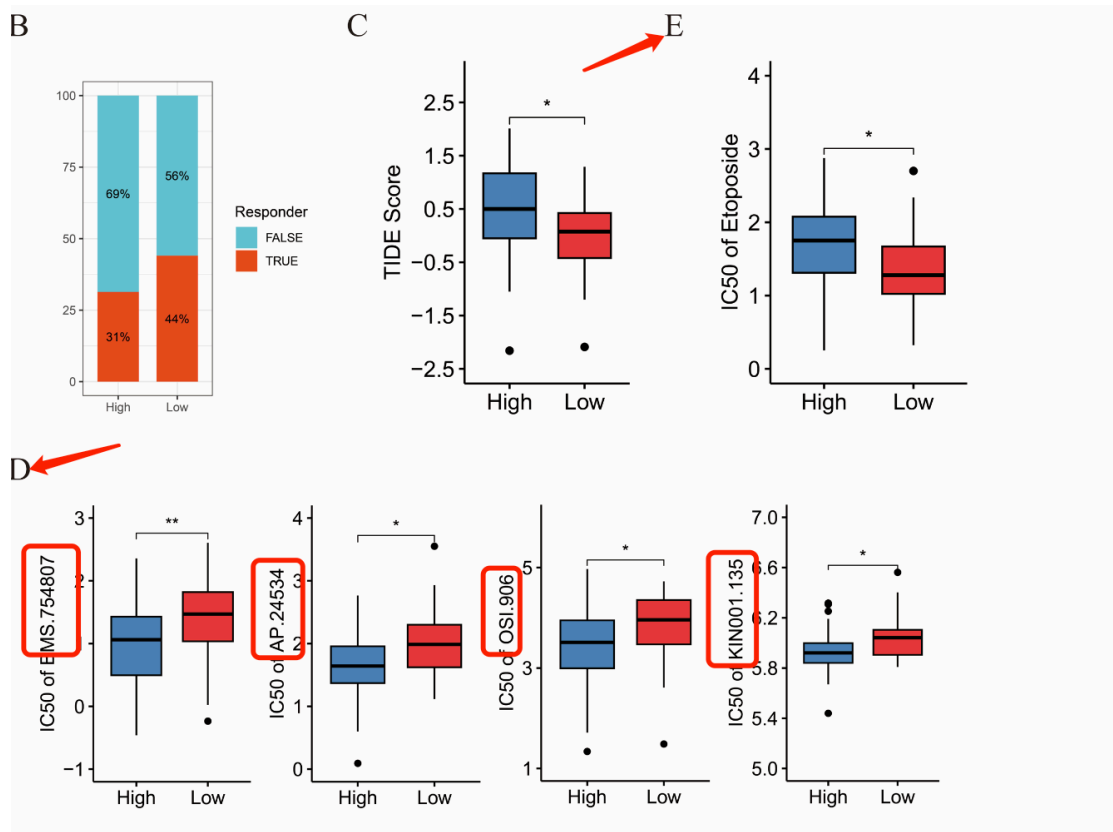 B
100
75
50
25
0
69%
56%
31%
44%
High
Low
Responder
FALSE
TRUE
C
TIDE Score
2.5
1.5
0.5
−0.5
−1.5
−2.5
*
High
Low
E
IC50 of Etoposide
4
3
2
1
0
*
High
Low
D
IC50 of BMS.754807
3
2
1
0
−1
**
High
Low
IC50 of AP.24534
4
3
2
1
0
*
High
Low
IC50 of OSI.906
5
3
1
*
High
Low
IC50 of KIN001.135
7.0
6.6
6.2
5.8
5.4
5.0
*
High
Low